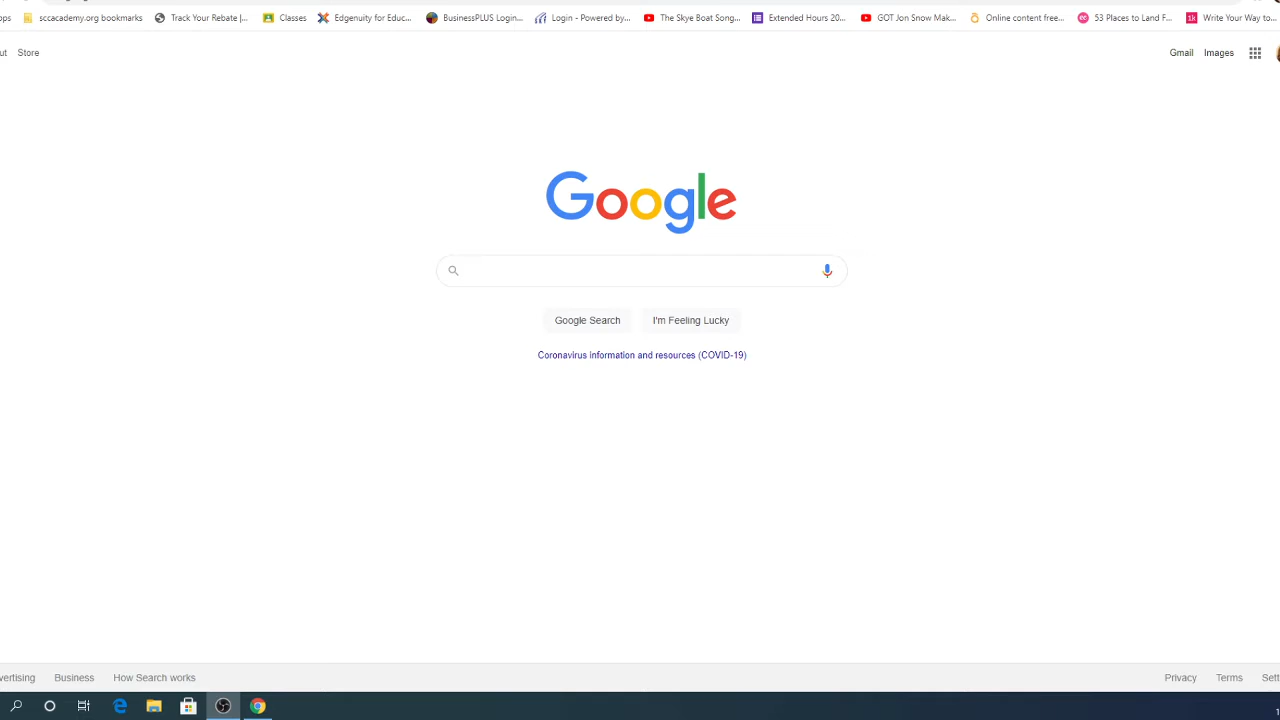 sccacademy.org bookmarks Track Your Rebate |... Classes Edgenuity for Educ... BusinessPLUS Login... Login - Powered by... The Skye Boat Song... Extended Hours 20... GOT Jon Snow Mak... Online content free... 53 Places to Land F... Write Your Way to...
Store Gmail Images
Google
Google Search I'm Feeling Lucky
Coronavirus information and resources (COVID-19)
Business How Search works Privacy Terms